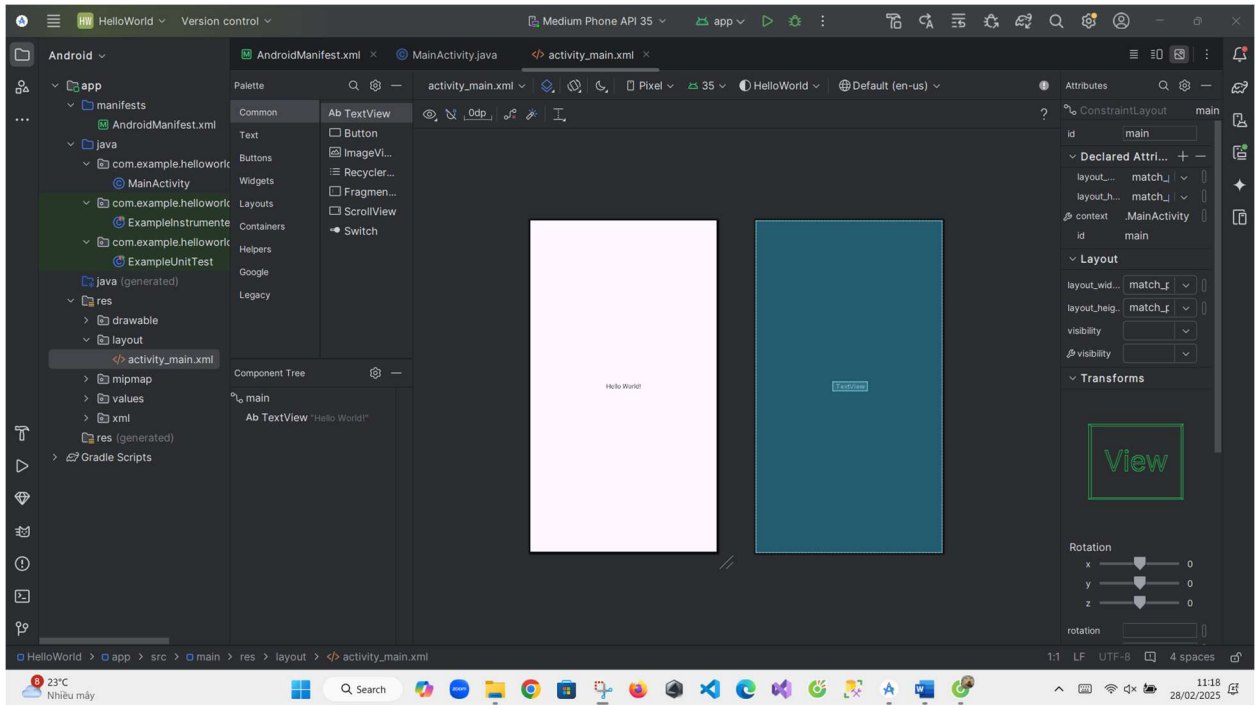 HW HelloWorld Version control Medium Phone API 35 app
Android
AndroidManifest.xml
MainActivity.java
activity_main.xml
app
manifests
AndroidManifest.xml
java
com.example.helloworld
MainActivity
com.example.helloworld
ExampleInstrumente
com.example.helloworld
ExampleUnitTest
java (generated)
res
drawable
layout
activity_main.xml
mipmap
values
xml
res (generated)
Gradle Scripts
Palette
Common
Text
Buttons
Widgets
Layouts
Containers
Helpers
Google
Legacy
Ab TextView
Button
ImageVi...
Recycler...
Fragmen...
ScrollView
Switch
Component Tree
main
Ab TextView "Hello World!"
activity_main.xml Pixel 35 HelloWorld Default (en-us)
0dp
?
Hello World!
TextView
Attributes
ConstraintLayout main
id main
Declared Attri...
layout_... match_
layout_h... match_
context .MainActivity
id main
Layout
layout_wid... match_p
layout_heig.. match_p
visibility
visibility
Transforms
View
Rotation
x 0
y 0
z 0
rotation
HelloWorld > app > src > main > res > layout > activity_main.xml
1:1 LF UTF-8 4 spaces
8
23°C
Nhiều mây
Search
zoom
11:18
28/02/2025